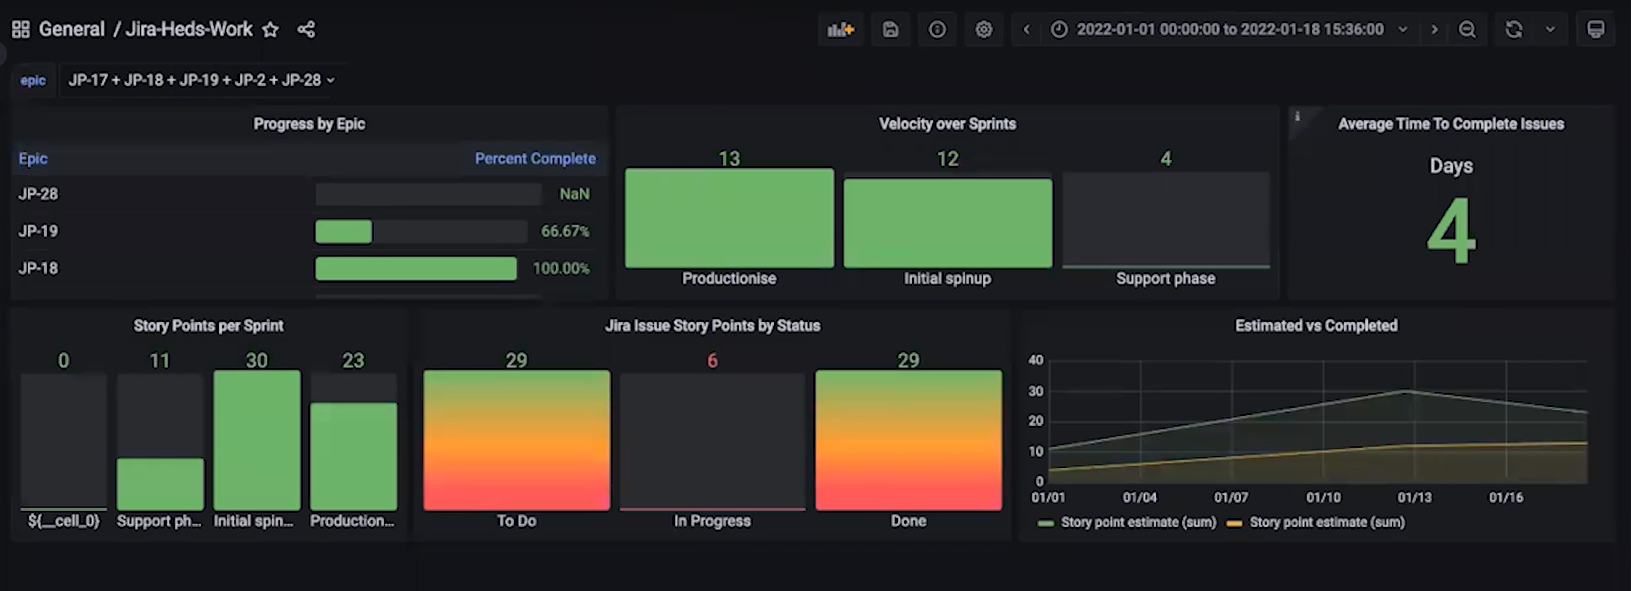 General / Jira-Heds-Work
2022-01-01 00:00:00 to 2022-01-18 15:36:00
epic JP-17 + JP-18 + JP-19 + JP-2 + JP-28
Progress by Epic
Epic Percent Complete
JP-28 NaN
JP-19 66.67%
JP-18 100.00%
Velocity over Sprints
13 12 4
Productionise Initial spinup Support phase
i
Average Time To Complete Issues
Days
4
Story Points per Sprint
0 11 30 23
${__cell_0} Support ph... Initial spin... Production...
Jira Issue Story Points by Status
29 6 29
To Do In Progress Done
Estimated vs Completed
40
30
20
10
0
01/01 01/04 01/07 01/10 01/13 01/16
Story point estimate (sum) Story point estimate (sum)